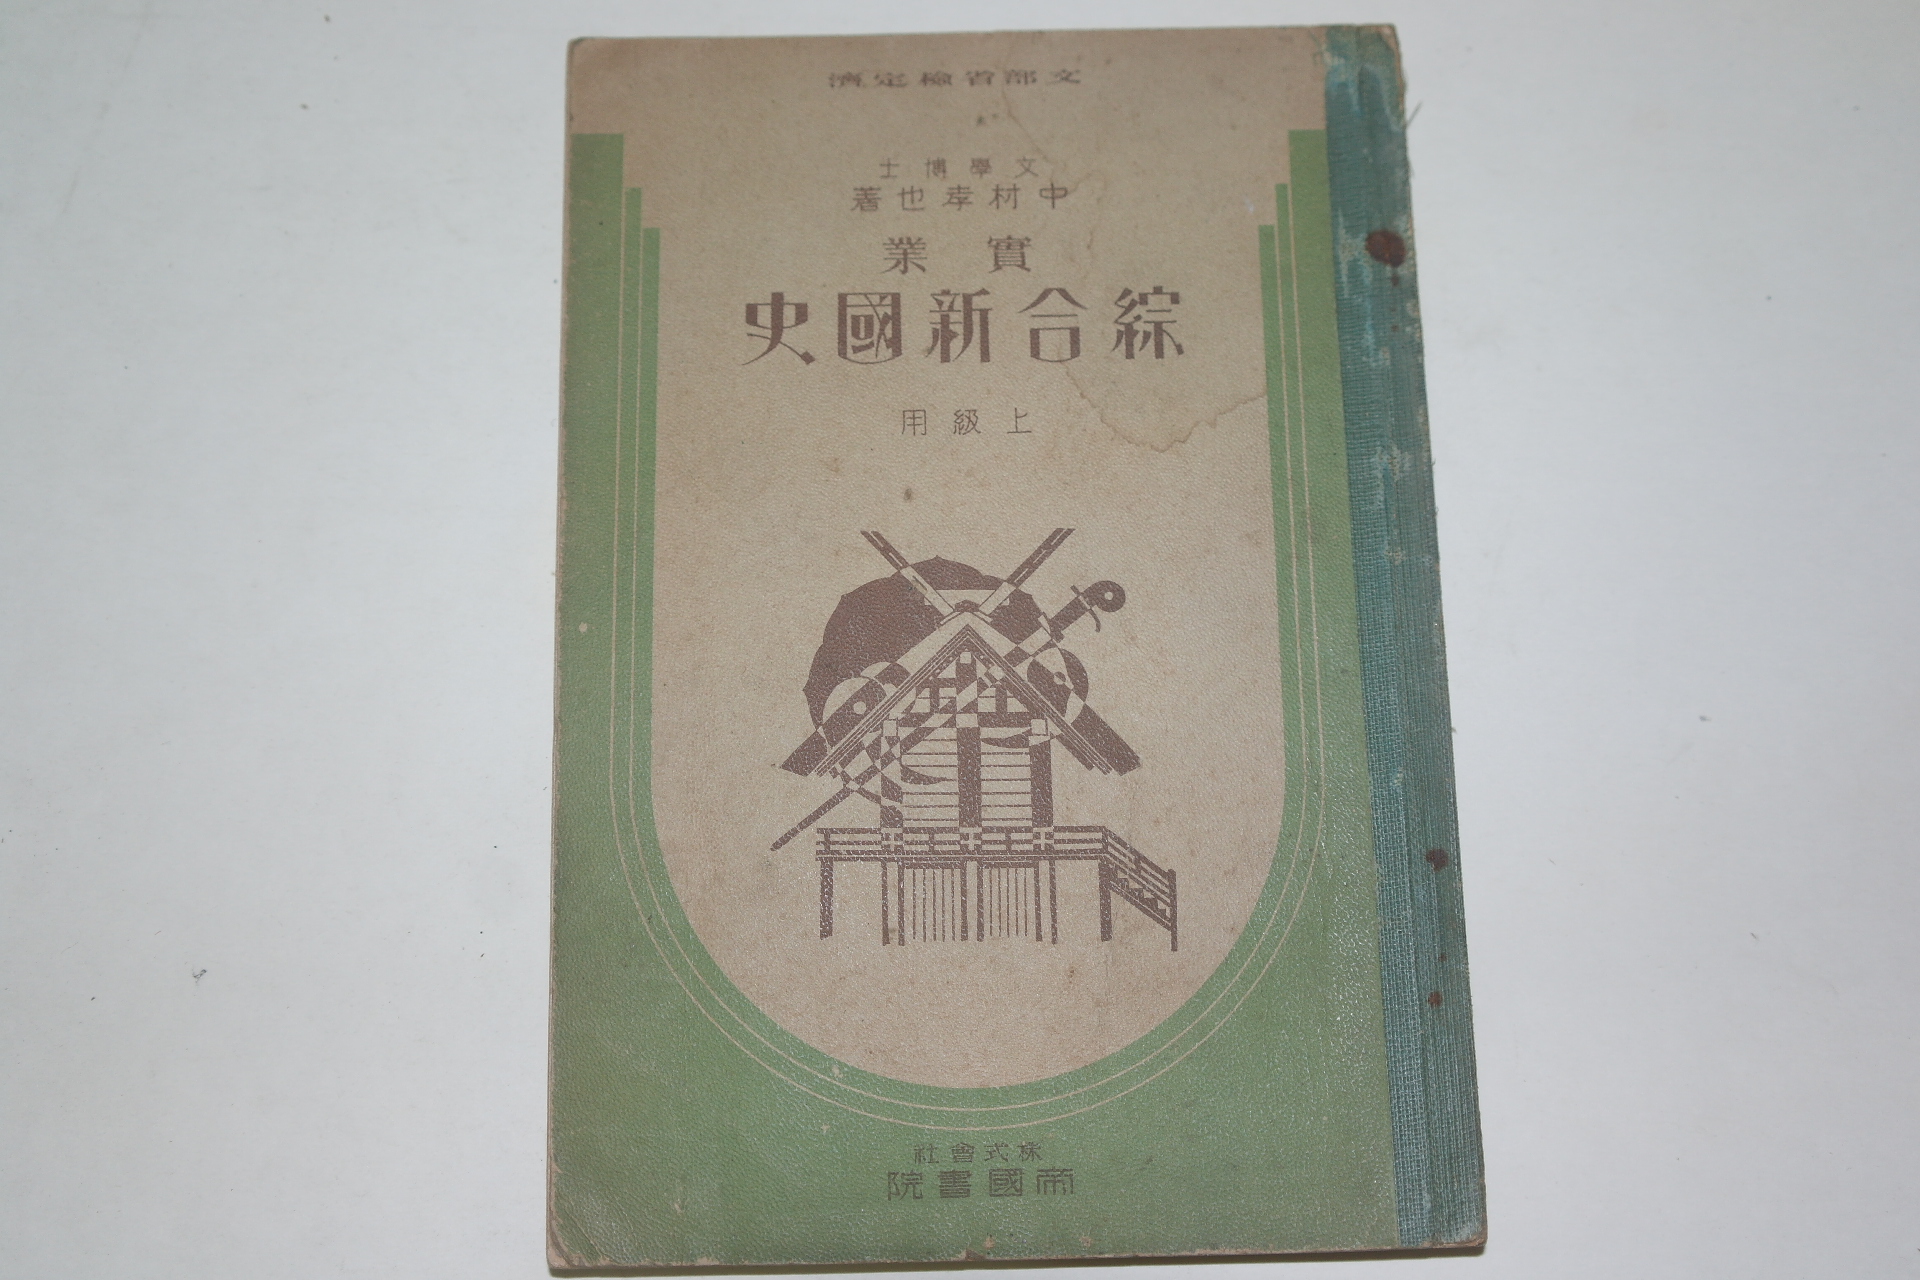 文部省檢定濟
文學博士
中村孝也著
實業
綜合新國史
上級用
株式會社
帝國書院